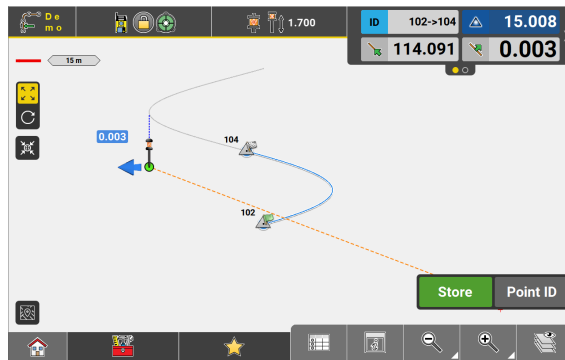 De
mo
1.700
ID 102->104 15.008
114.091 0.003
15 m
0.003
104
102
Store Point ID